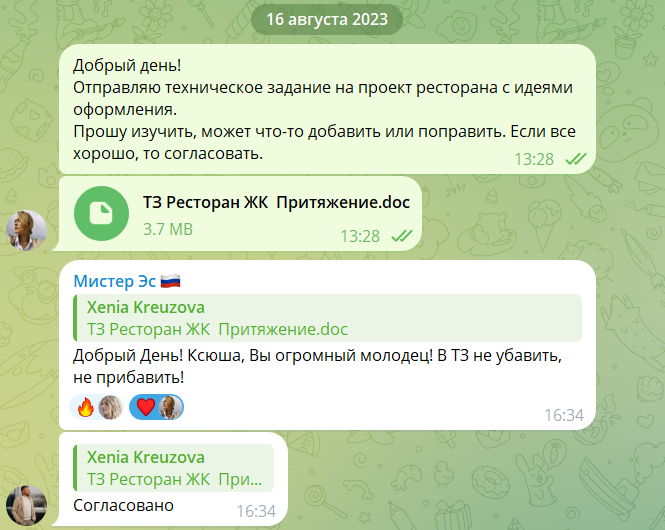 16 августа 2023
Добрый день!
Отправляю техническое задание на проект ресторана с идеями
оформления.
Прошу изучить, может что-то добавить или поправить. Если все
хорошо, то согласовать.
13:28
ТЗ Ресторан ЖК  Притяжение.doc
3.7 MB
13:28
Мистер Эс
Xenia Kreuzova
ТЗ Ресторан ЖК  Притяжение.doc
Добрый День! Ксюша, Вы огромный молодец! В ТЗ не убавить,
не прибавить!
16:34
Xenia Kreuzova
ТЗ Ресторан ЖК  При...
Согласовано
16:34